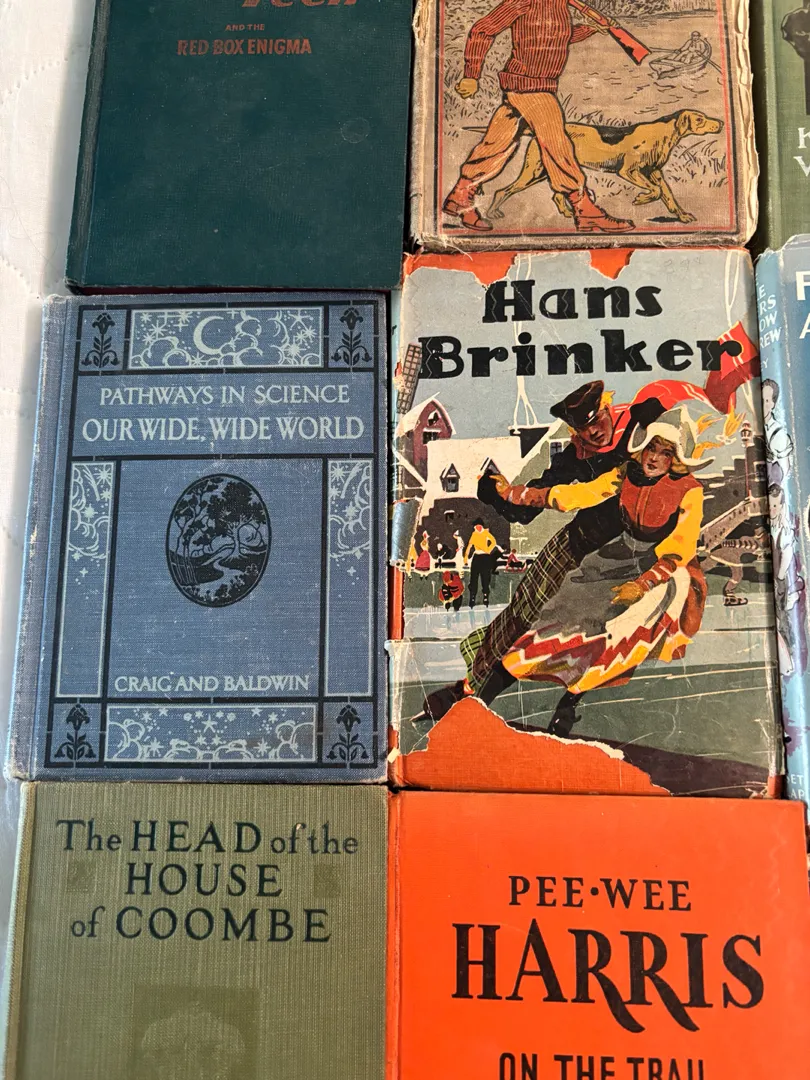 AND THE
RED BOX ENIGMA
PATHWAYS IN SCIENCE
OUR WIDE, WIDE WORLD
CRAIG AND BALDWIN
Hans
Brinker
The HEAD of the
HOUSE
of COOMBE
PEE-WEE
HARRIS
ON THE TRAIL